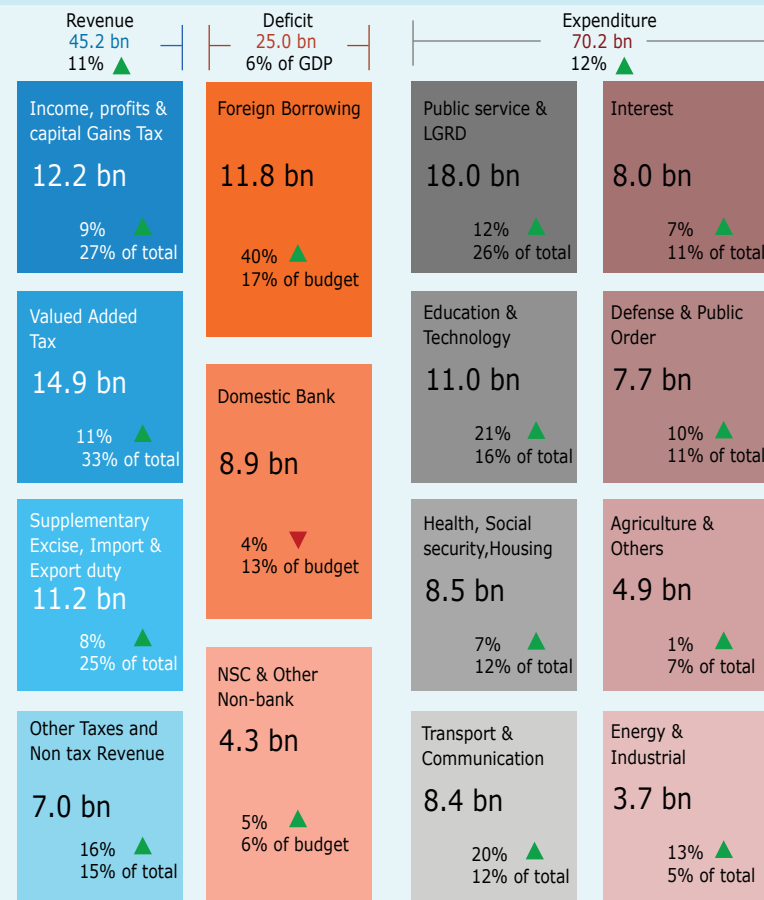 Revenue
45.2 bn
11%
Deficit
25.0 bn
6% of GDP
Expenditure
70.2 bn
12%
Income, profits &
capital Gains Tax
12.2 bn
9%
27% of total
Valued Added
Tax
14.9 bn
11%
33% of total
Supplementary
Excise, Import &
Export duty
11.2 bn
8%
25% of total
Other Taxes and
Non tax Revenue
7.0 bn
16%
15% of total
Foreign Borrowing
11.8 bn
40%
17% of budget
Domestic Bank
8.9 bn
4%
13% of budget
NSC & Other
Non-bank
4.3 bn
5%
6% of budget
Public service &
LGRD
18.0 bn
12%
26% of total
Interest
8.0 bn
7%
11% of total
Education &
Technology
11.0 bn
21%
16% of total
Defense & Public
Order
7.7 bn
10%
11% of total
Health, Social
security,Housing
8.5 bn
7%
12% of total
Agriculture &
Others
4.9 bn
1%
7% of total
Transport &
Communication
8.4 bn
20%
12% of total
Energy &
Industrial
3.7 bn
13%
5% of total